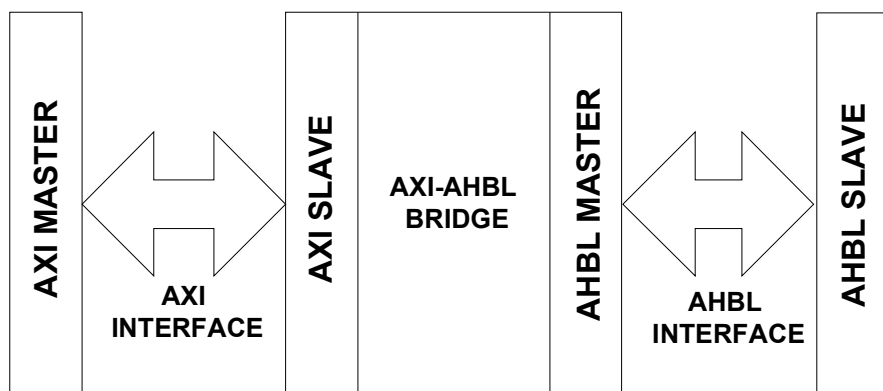 AXI MASTER
AXI
INTERFACE
AXI SLAVE
AXI-AHBL
BRIDGE
AHBL MASTER
AHBL
INTERFACE
AHBL SLAVE